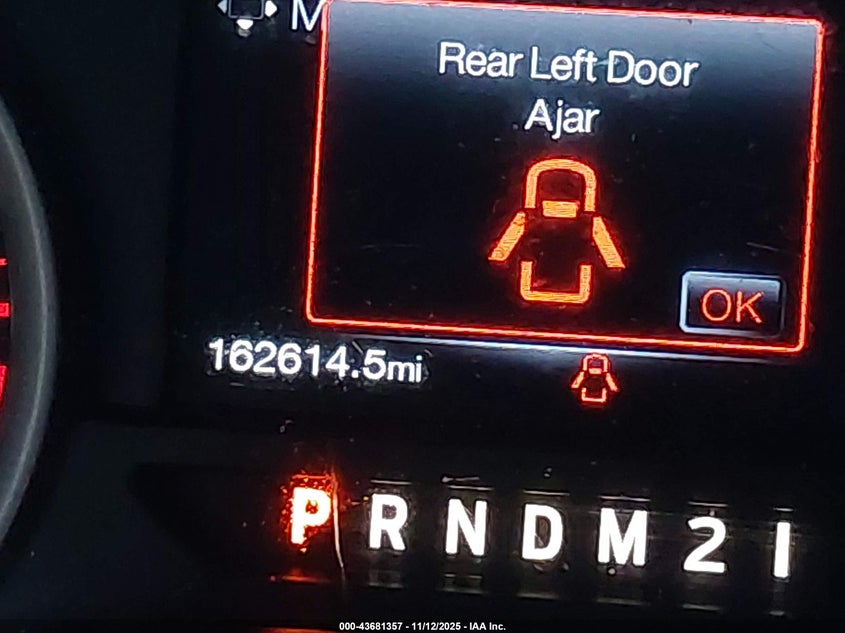 M
Rear Left Door
Ajar
OK
162614.5mi
P R N D M 2 1
000-43681357 - 11/12/2025 - IAA Inc.